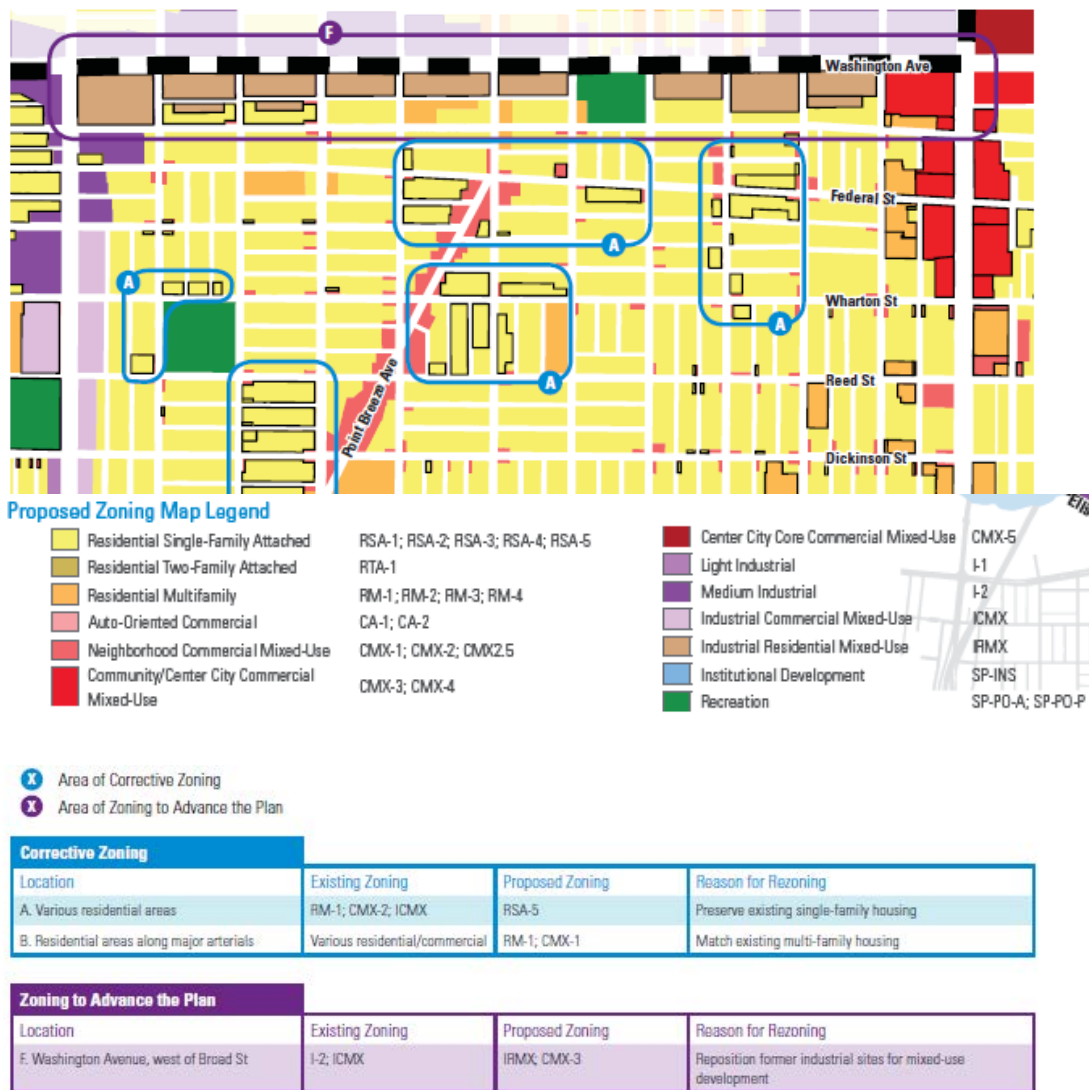 F
Washington Ave
A
Federal St
A
A
Wharton St
A
A
Reed St
Point Breeze Ave
Dickinson St
Proposed Zoning Map Legend
Residential Single-Family Attached RSA-1; RSA-2; RSA-3; RSA-4; RSA-5
Residential Two-Family Attached RTA-1
Residential Multifamily RM-1; RM-2; RM-3; RM-4
Auto-Oriented Commercial CA-1; CA-2
Neighborhood Commercial Mixed-Use CMX-1; CMX-2; CMX2.5
Community/Center City Commercial
Mixed-Use CMX-3; CMX-4
Center City Core Commercial Mixed-Use CMX-5
Light Industrial I-1
Medium Industrial I-2
Industrial Commercial Mixed-Use ICMX
Industrial Residential Mixed-Use IRMX
Institutional Development SP-INS
Recreation SP-PO-A; SP-PO-P
X Area of Corrective Zoning
X Area of Zoning to Advance the Plan
Corrective Zoning
Location Existing Zoning Proposed Zoning Reason for Rezoning
A. Various residential areas RM-1; CMX-2; ICMX RSA-5 Preserve existing single-family housing
B. Residential areas along major arterials Various residential/commercial RM-1; CMX-1 Match existing multi-family housing
Zoning to Advance the Plan
Location Existing Zoning Proposed Zoning Reason for Rezoning
F. Washington Avenue, west of Broad St I-2; ICMX IRMX; CMX-3 Reposition former industrial sites for mixed-use
development